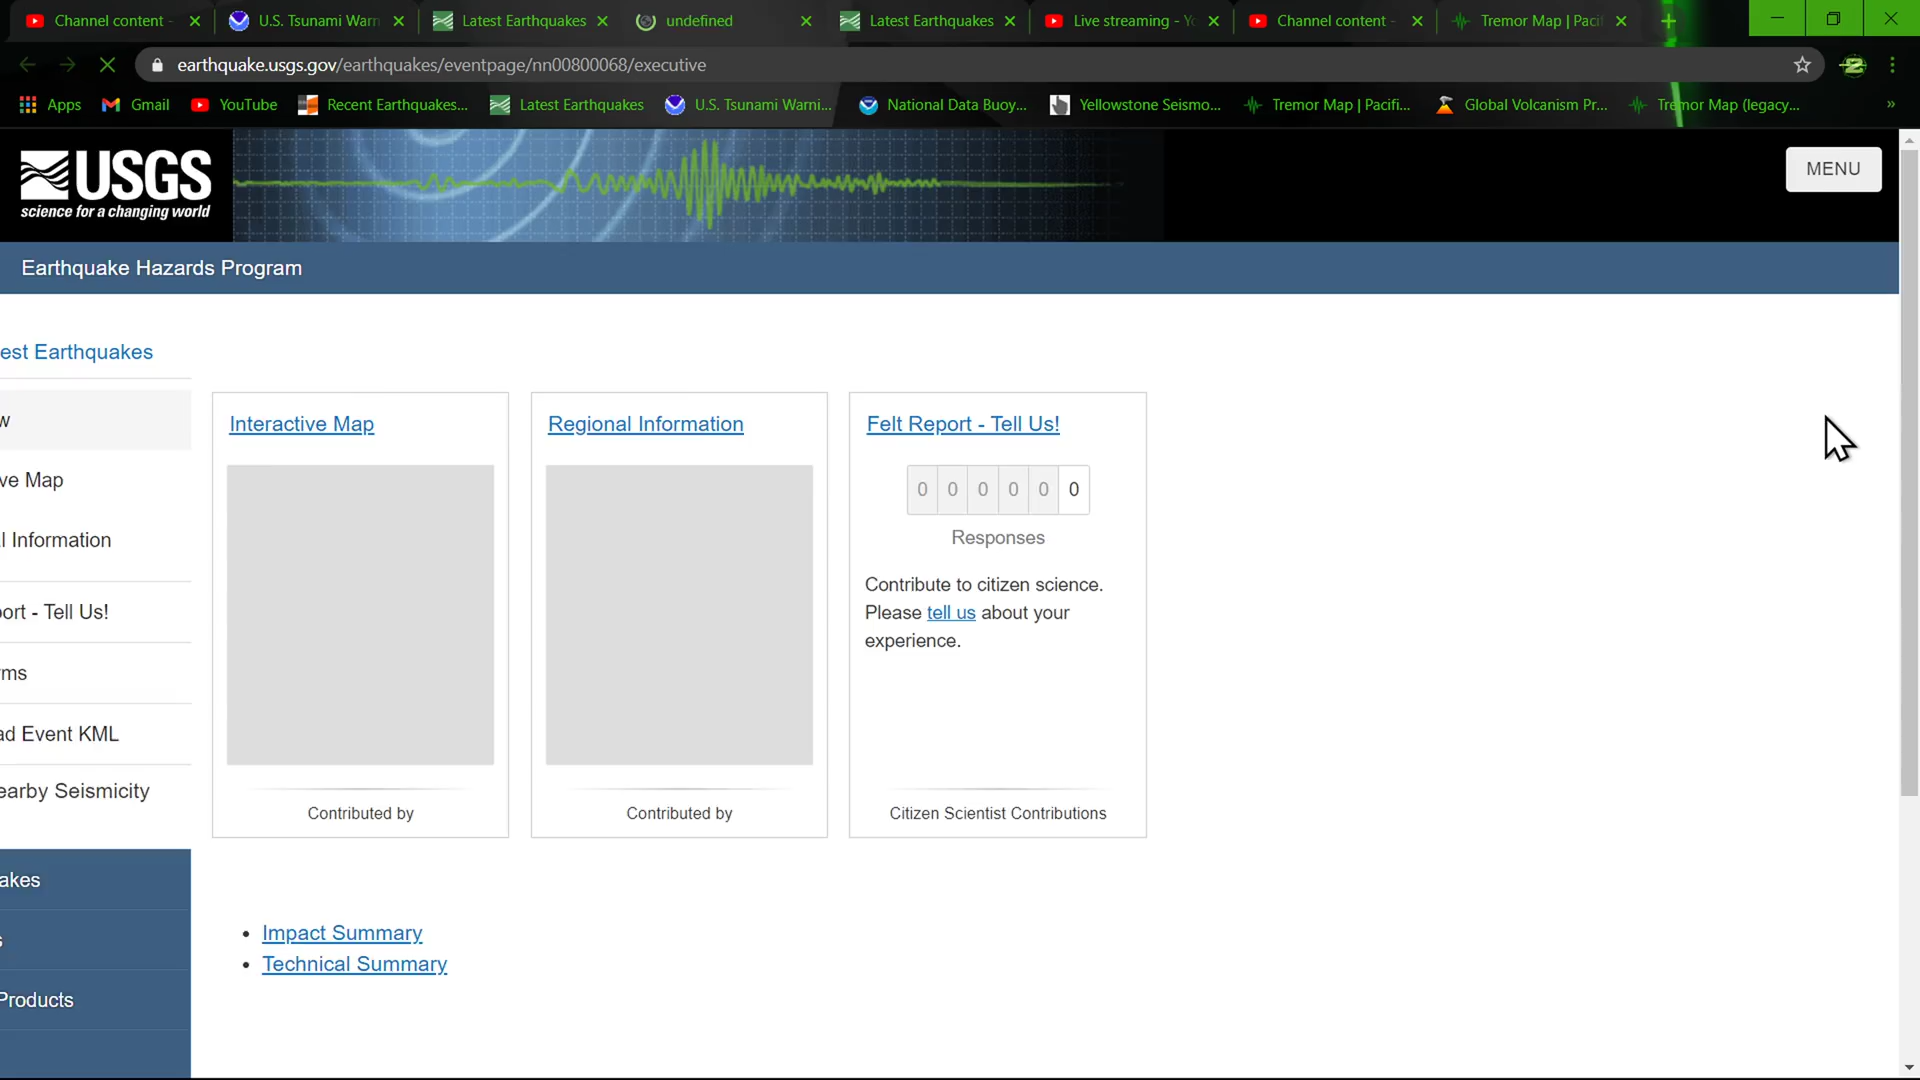 Channel content -
U.S. Tsunami Warn
Latest Earthquakes
undefined
Latest Earthquakes
Live streaming - Yo
Channel content -
Tremor Map | Pacif
earthquake.usgs.gov/earthquakes/eventpage/nn00800068/executive
Apps
Gmail
YouTube
Recent Earthquakes...
Latest Earthquakes
U.S. Tsunami Warni...
National Data Buoy...
Yellowstone Seismo...
Tremor Map | Pacifi...
Global Volcanism Pr...
Tremor Map (legacy...
»
USGS
science for a changing world
MENU
Earthquake Hazards Program
est Earthquakes
w
ve Map
l Information
ort - Tell Us!
ms
ad Event KML
earby Seismicity
akes
s
Products
Interactive Map
Contributed by
Regional Information
Contributed by
Felt Report - Tell Us!
0 0 0 0 0 0
Responses
Contribute to citizen science.
Please tell us about your
experience.
Citizen Scientist Contributions
• Impact Summary
• Technical Summary